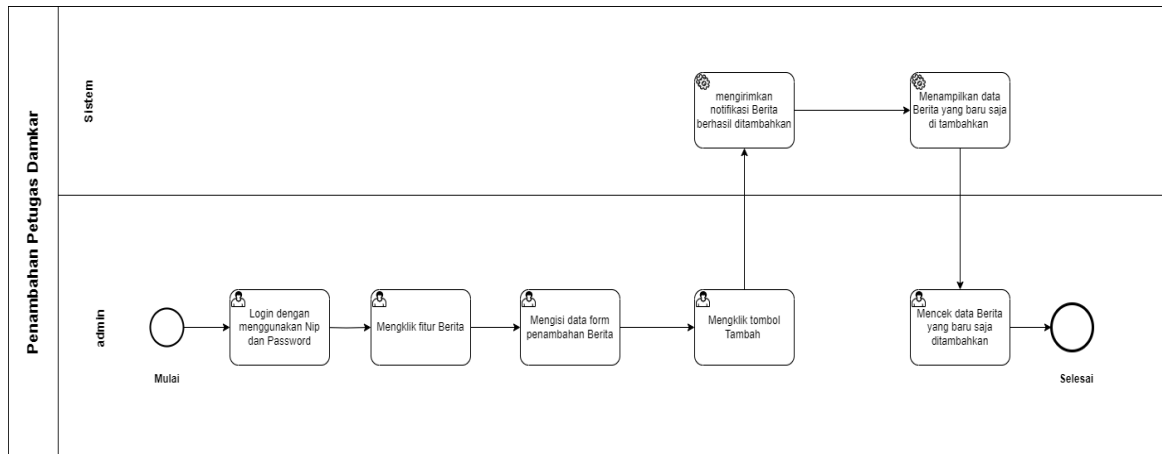 Penambahan Petugas Damkar
Sistem
mengirimkan
notifikasi Berita
berhasil ditambahkan
Menampilkan data
Berita yang baru saja
di tambahkan
admin
Mulai
Login dengan
menggunakan Nip
dan Password
Mengklik fitur Berita
Mengisi data form
penambahan Berita
Mengklik tombol
Tambah
Mencek data Berita
yang baru saja
ditambahkan
Selesai